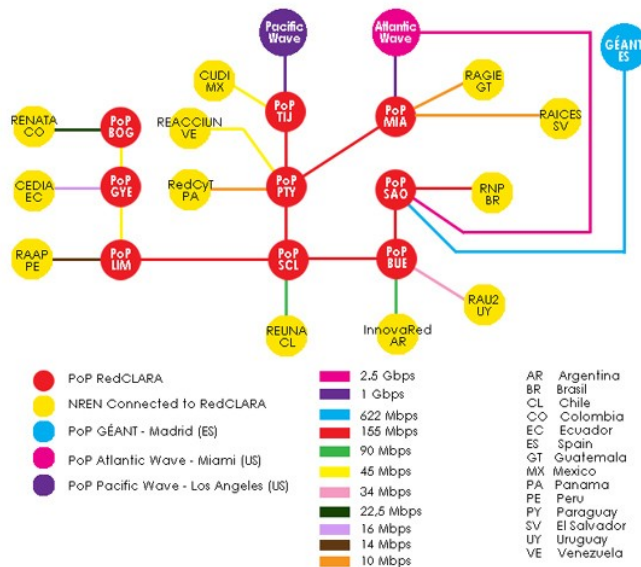 Pacific
Wave
Atlantic
Wave
GÉANT
ES
CUDI
MX
RAGIE
GT
RAICES
SV
PoP
TIJ
PoP
MIA
REACCIUN
VE
RENATA
CO
PoP
BOG
CEDIA
EC
PoP
GYE
RedCyT
PA
PoP
PTY
PoP
SAO
RNP
BR
RAAP
PE
PoP
LIM
PoP
SCL
PoP
BUE
RAU2
UY
REUNA
CL
InnovaRed
AR
PoP RedCLARA
NREN Connected to RedCLARA
PoP GÉANT - Madrid (ES)
PoP Atlantic Wave - Miami (US)
PoP Pacific Wave - Los Angeles (US)
2.5 Gbps
1 Gbps
622 Mbps
155 Mbps
90 Mbps
45 Mbps
34 Mbps
22,5 Mbps
16 Mbps
14 Mbps
10 Mbps
AR Argentina
BR Brasil
CL Chile
CO Colombia
EC Ecuador
ES Spain
GT Guatemala
MX Mexico
PA Panama
PE Peru
PY Paraguay
SV El Salvador
UY Uruguay
VE Venezuela